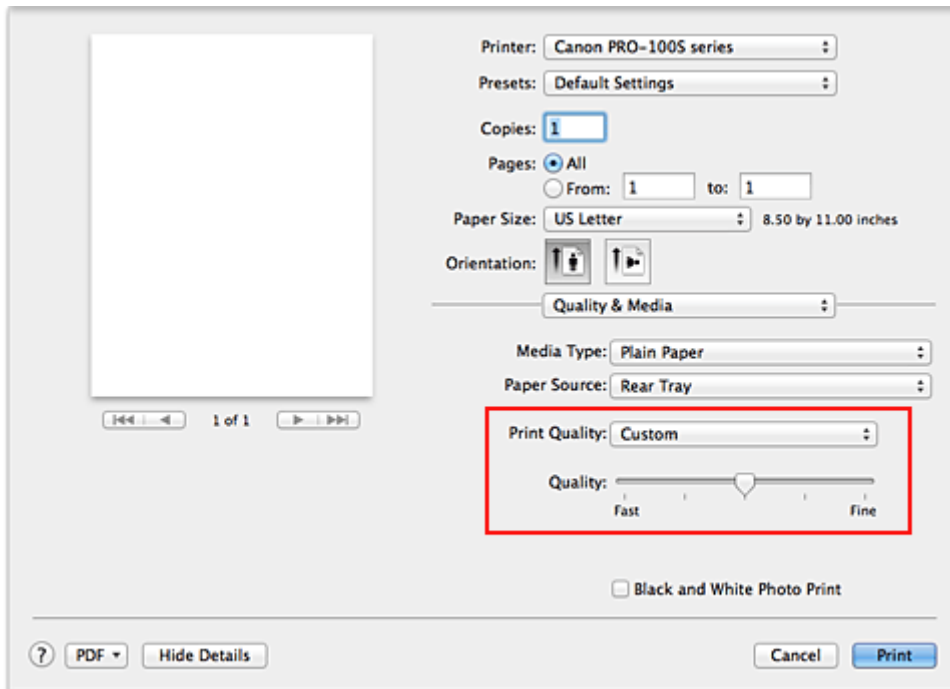 Printer: Canon PRO-100S series
Presets: Default Settings
Copies: 1
Pages: All
From: 1 to: 1
Paper Size: US Letter 8.50 by 11.00 inches
Orientation:
Quality & Media
Media Type: Plain Paper
Paper Source: Rear Tray
1 of 1
Print Quality: Custom
Quality:
Fast Fine
Black and White Photo Print
? PDF Hide Details Cancel Print